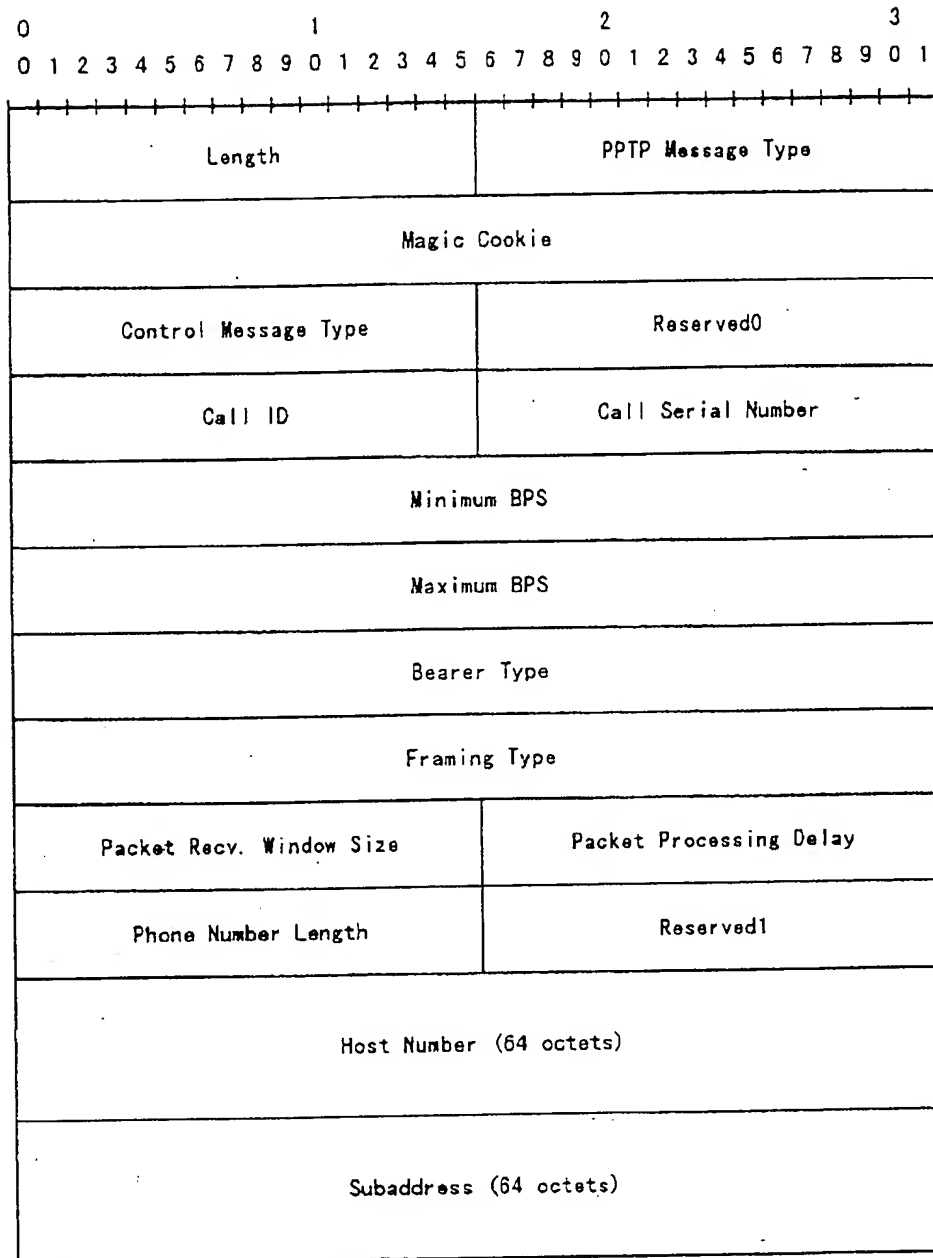 0 1 2 3
0 1 2 3 4 5 6 7 8 9 0 1 2 3 4 5 6 7 8 9 0 1 2 3 4 5 6 7 8 9 0 1
Length PPTP Message Type
Magic Cookie
Control Message Type Reserved0
Call ID Call Serial Number
Minimum BPS
Maximum BPS
Bearer Type
Framing Type
Packet Recv. Window Size Packet Processing Delay
Phone Number Length Reserved1
Host Number (64 octets)
Subaddress (64 octets)